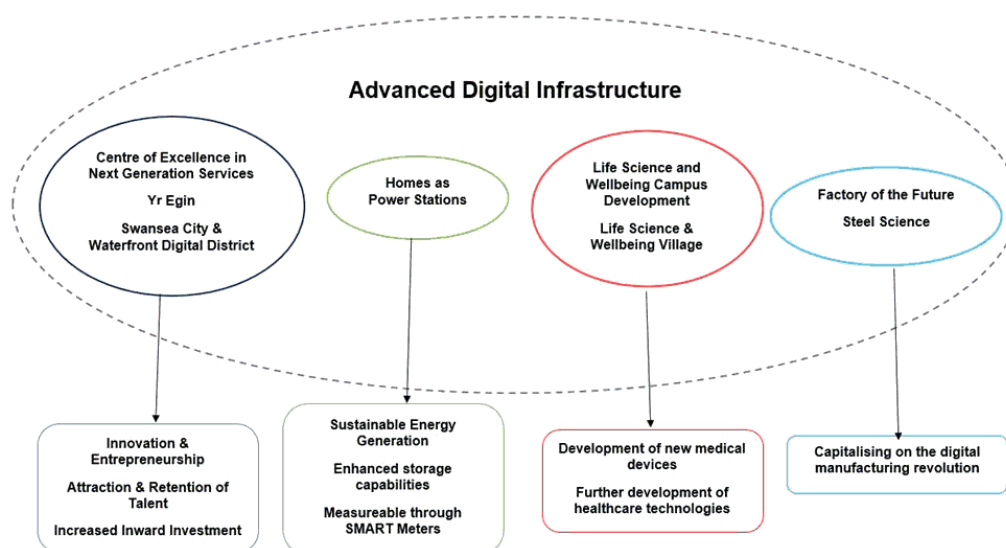 Advanced Digital Infrastructure
Centre of Excellence in
Next Generation Services
Yr Egin
Swansea City &
Waterfront Digital District
Homes as
Power Stations
Life Science and
Wellbeing Campus
Development
Life Science &
Wellbeing Village
Factory of the Future
Steel Science
Innovation &
Entrepreneurship
Attraction & Retention of
Talent
Increased Inward Investment
Sustainable Energy
Generation
Enhanced storage
capabilities
Measureable through
SMART Meters
Development of new medical
devices
Further development of
healthcare technologies
Capitalising on the digital
manufacturing revolution